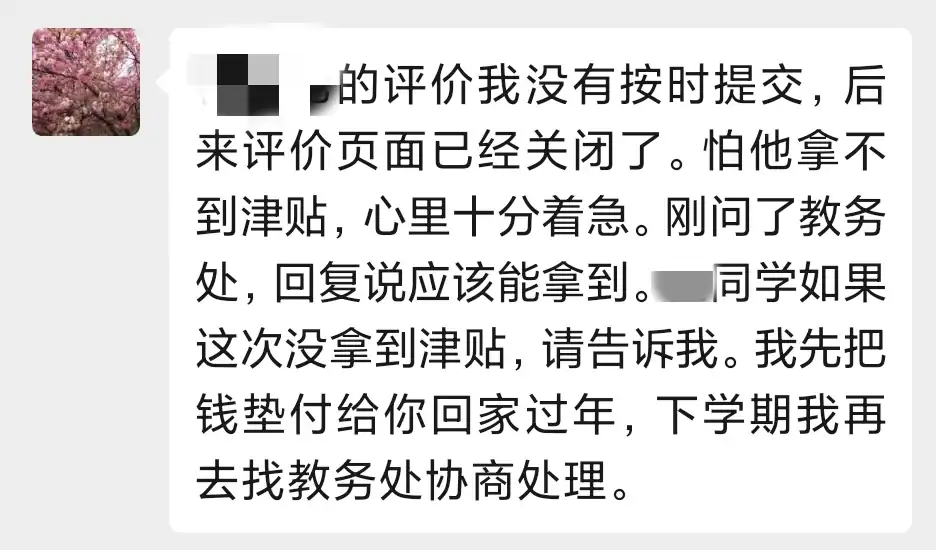 的评价我没有按时提交，后
来评价页面已经关闭了。怕他拿不
到津贴，心里十分着急。刚问了教务
处，回复说应该能拿到。同学如果
这次没拿到津贴，请告诉我。我先把
钱垫付给你回家过年，下学期我再
去找教务处协商处理。